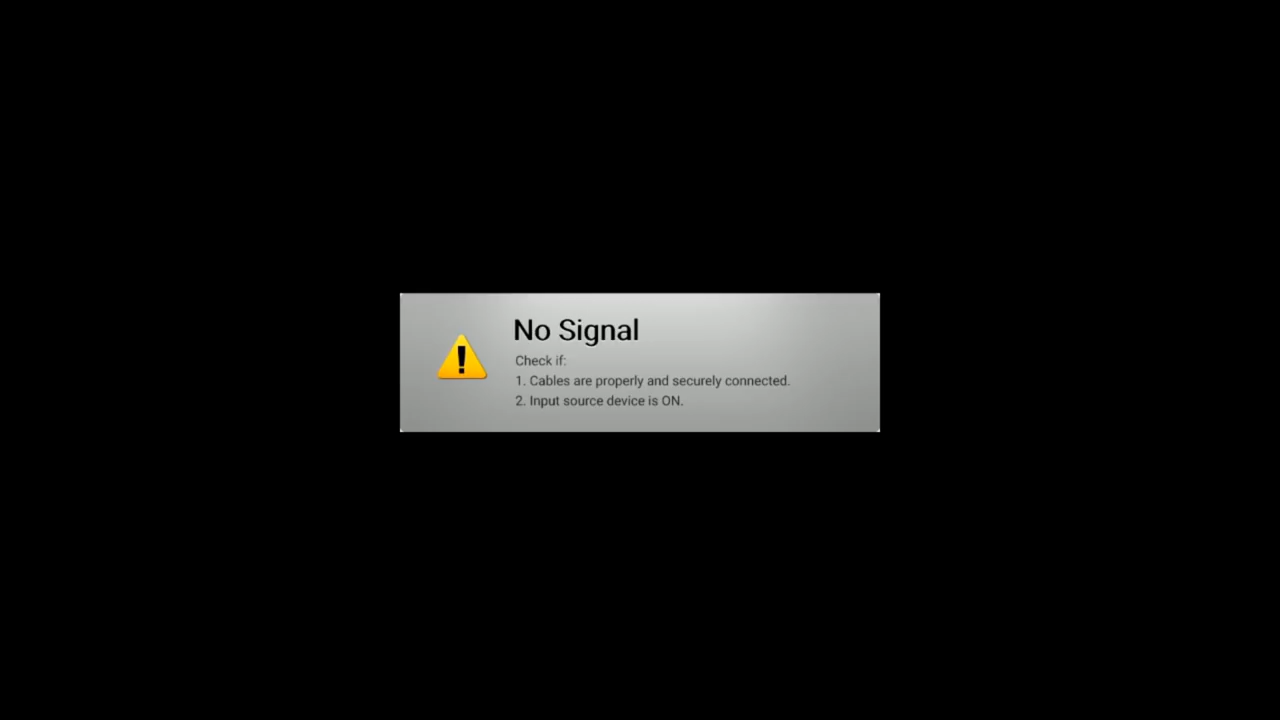 No Signal
Check if:
1. Cables are properly and securely connected.
2. Input source device is ON.